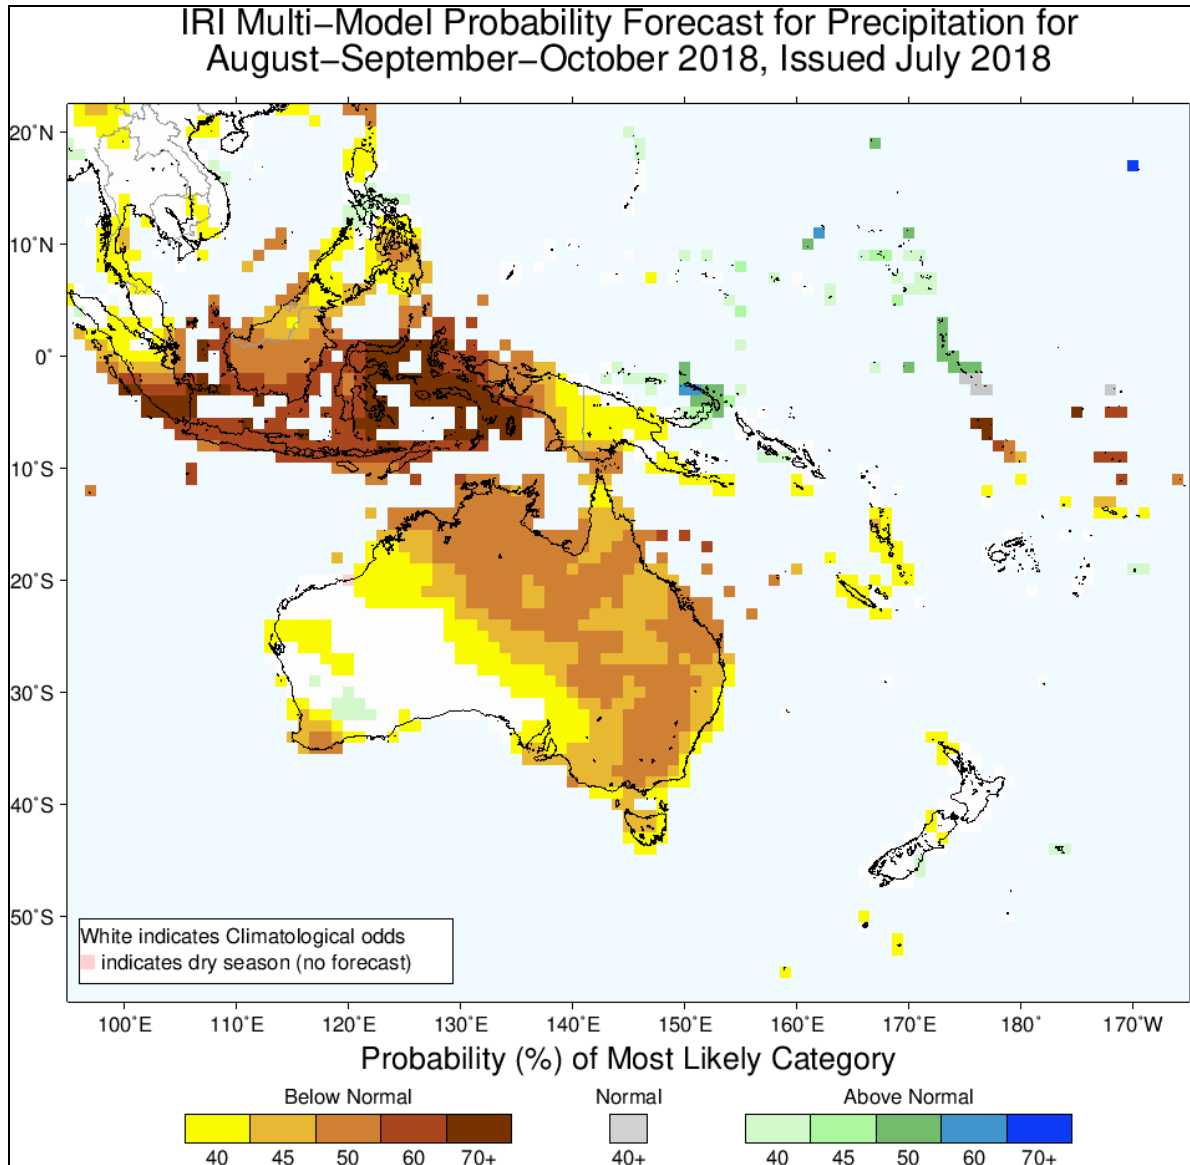 IRI Multi-Model Probability Forecast for Precipitation for
August-September-October 2018, Issued July 2018
20°N
10°N
0°
10°S
20°S
30°S
40°S
50°S
White indicates Climatological odds
indicates dry season (no forecast)
100°E 110°E 120°E 130°E 140°E 150°E 160°E 170°E 180° 170°W
Probability (%) of Most Likely Category
Below Normal Normal Above Normal
40 45 50 60 70+ 40+ 40 45 50 60 70+